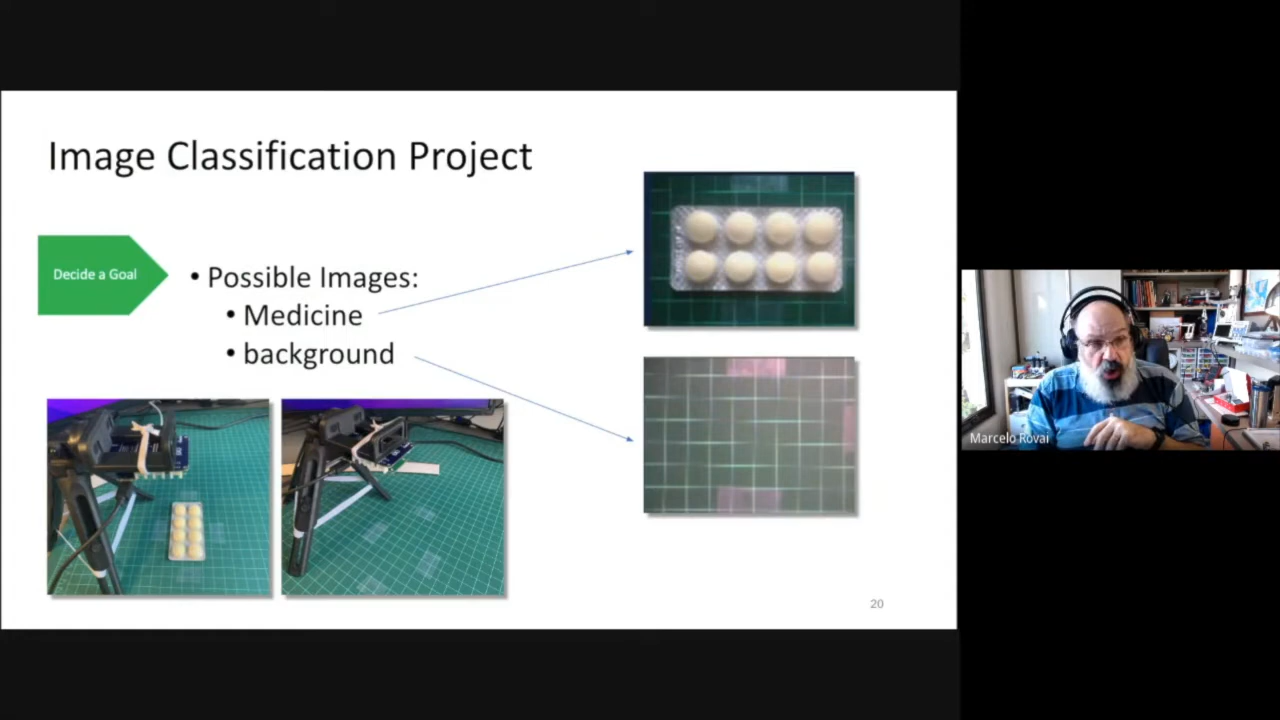 Image Classification Project
Decide a Goal
• Possible Images:
• Medicine
• background
20
Marcelo Rovai